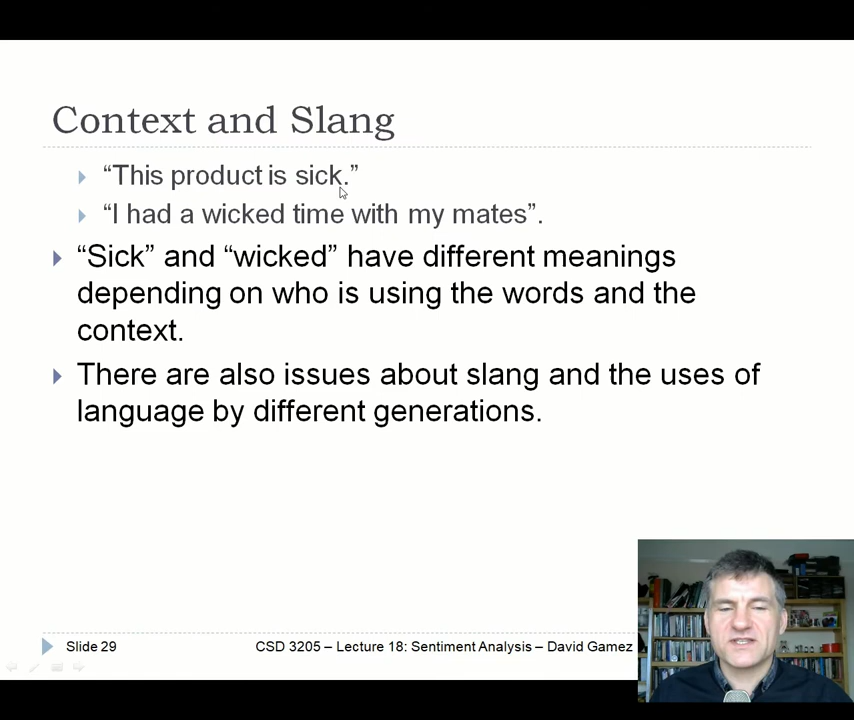 Context and Slang
“This product is sick.”
“I had a wicked time with my mates”.
“Sick” and “wicked” have different meanings
depending on who is using the words and the
context.
There are also issues about slang and the uses of
language by different generations.
Slide 29
CSD 3205 – Lecture 18: Sentiment Analysis – David Gamez